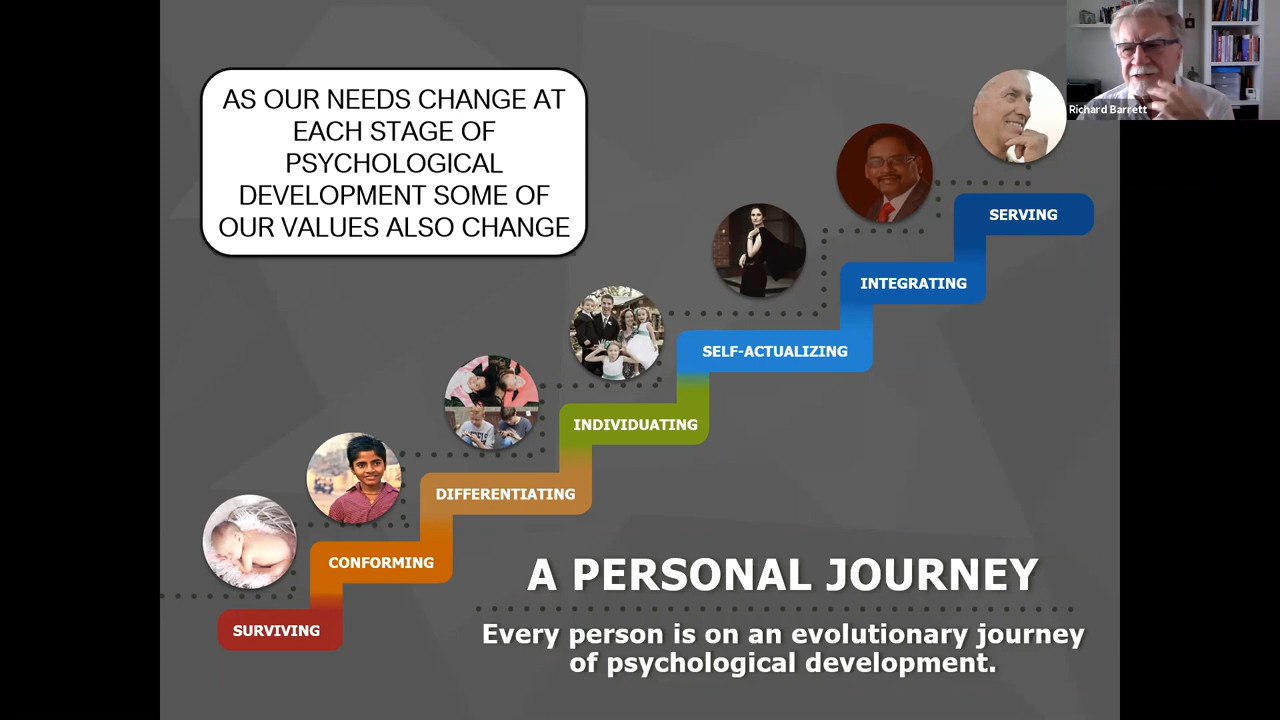 AS OUR NEEDS CHANGE AT
EACH STAGE OF
PSYCHOLOGICAL
DEVELOPMENT SOME OF
OUR VALUES ALSO CHANGE
Richard Barrett
SERVING
INTEGRATING
SELF-ACTUALIZING
INDIVIDUATING
DIFFERENTIATING
CONFORMING
SURVIVING
A PERSONAL JOURNEY
Every person is on an evolutionary journey
of psychological development.